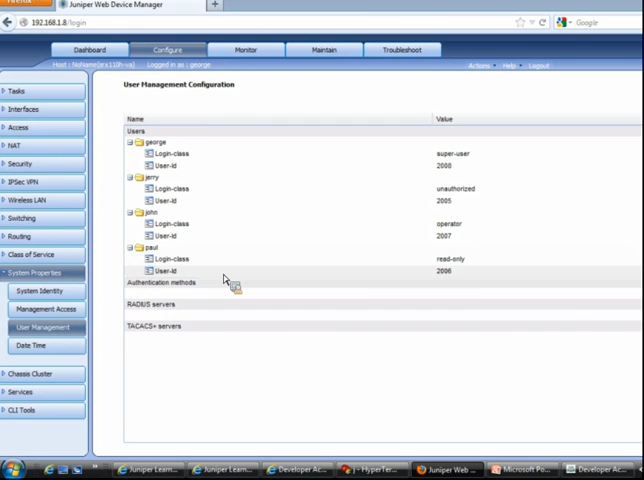 Firefox
Juniper Web Device Manager
+
192.168.1.8/login
Google
Dashboard
Configure
Monitor
Maintain
Troubleshoot
Host : NoName(srx110h-va)
Logged in as : george
Actions
Help
Logout
Tasks
Interfaces
Access
NAT
Security
IPSec VPN
Wireless LAN
Switching
Routing
Class of Service
System Properties
System Identity
Management Access
User Management
Date Time
Chassis Cluster
Services
CLI Tools
User Management Configuration
Name Value
Users
george
Login-class super-user
User-Id 2008
jerry
Login-class unauthorized
User-Id 2005
john
Login-class operator
User-Id 2007
paul
Login-class read-only
User-Id 2006
Authentication methods
RADIUS servers
TACACS+ servers
Juniper Learn...
Juniper Learn...
Developer Ac...
j - HyperTer...
Juniper Web ...
Microsoft Po...
Developer Ac...